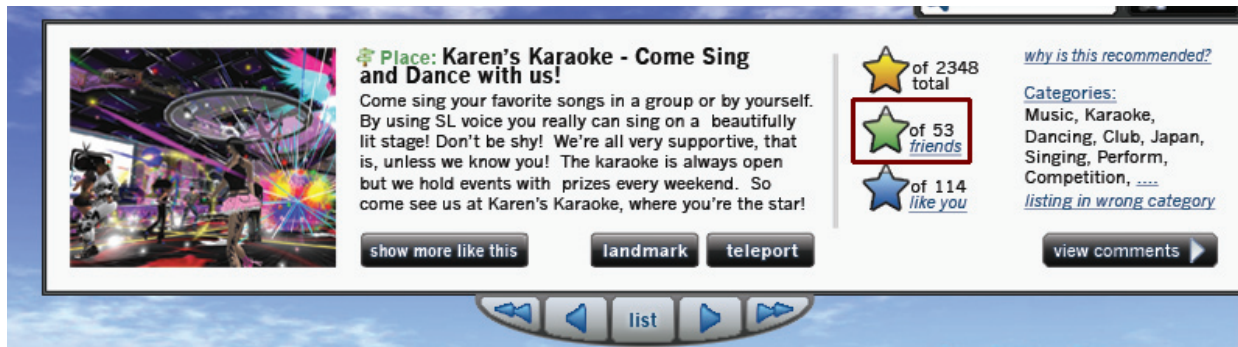 Place: Karen's Karaoke - Come Sing
and Dance with us!
Come sing your favorite songs in a group or by yourself.
By using SL voice you really can sing on a beautifully
lit stage! Don't be shy! We're all very supportive, that
is, unless we know you! The karaoke is always open
but we hold events with prizes every weekend. So
come see us at Karen's Karaoke, where you're the star!
show more like this
landmark
teleport
of 2348
total
of 53
friends
of 114
like you
why is this recommended?
Categories:
Music, Karaoke,
Dancing, Club, Japan,
Singing, Perform,
Competition, ....
listing in wrong category
view comments
list